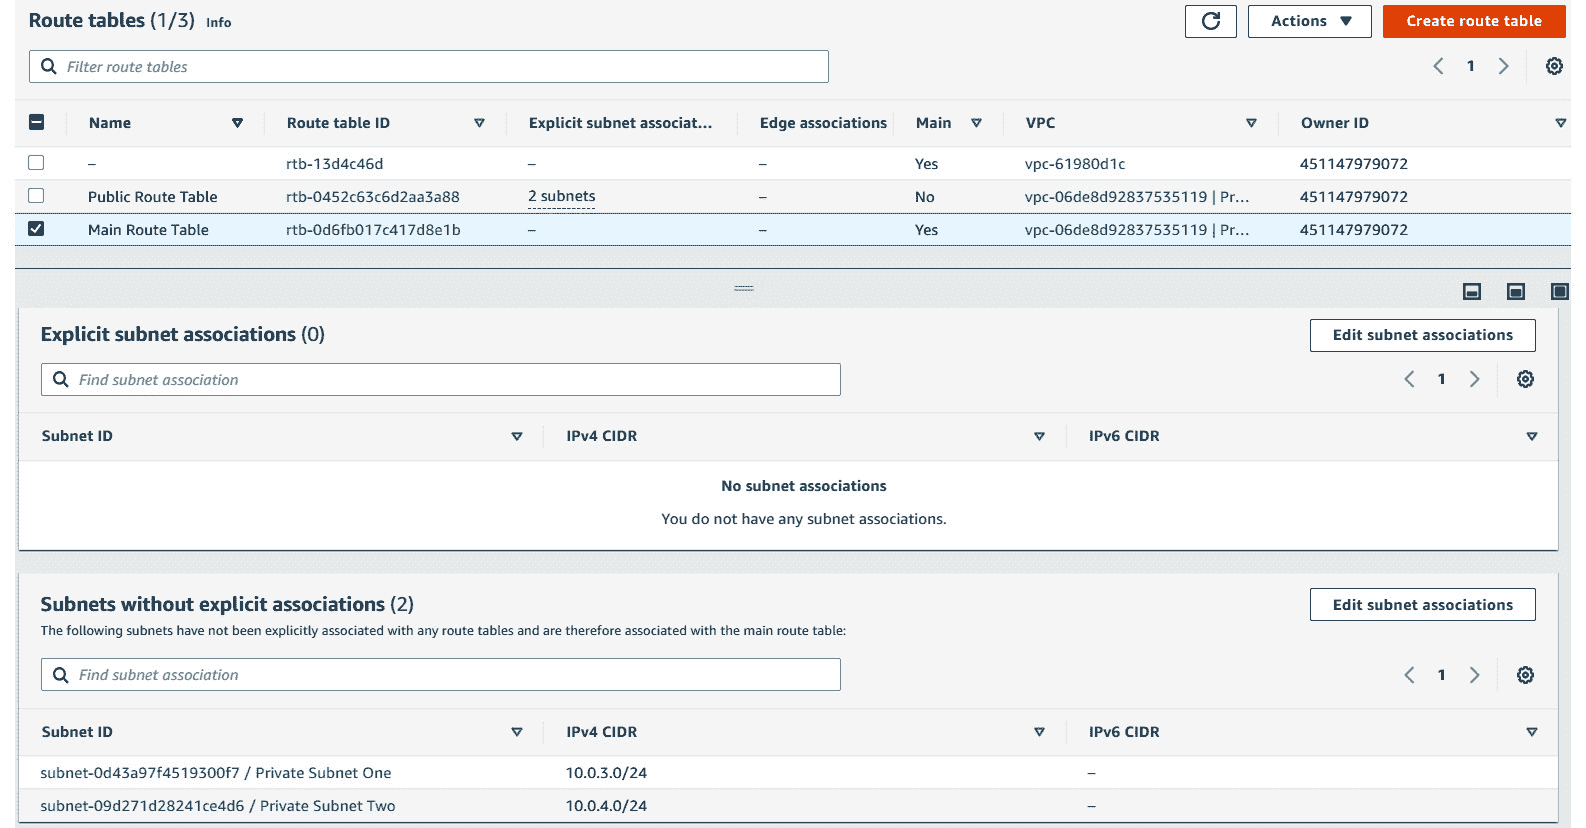 Route tables (1/3) Info
Actions Create route table
Filter route tables
1
Name Route table ID Explicit subnet associat... Edge associations Main VPC Owner ID
– rtb-13d4c46d – – Yes vpc-61980d1c 451147979072
Public Route Table rtb-0452c63c6d2aa3a88 2 subnets – No vpc-06de8d92837535119 | Pr... 451147979072
Main Route Table rtb-0d6fb017c417d8e1b – – Yes vpc-06de8d92837535119 | Pr... 451147979072
Explicit subnet associations (0) Edit subnet associations
Find subnet association 1
Subnet ID IPv4 CIDR IPv6 CIDR
No subnet associations
You do not have any subnet associations.
Subnets without explicit associations (2) Edit subnet associations
The following subnets have not been explicitly associated with any route tables and are therefore associated with the main route table:
Find subnet association 1
Subnet ID IPv4 CIDR IPv6 CIDR
subnet-0d43a97f4519300f7 / Private Subnet One 10.0.3.0/24 –
subnet-09d271d28241ce4d6 / Private Subnet Two 10.0.4.0/24 –